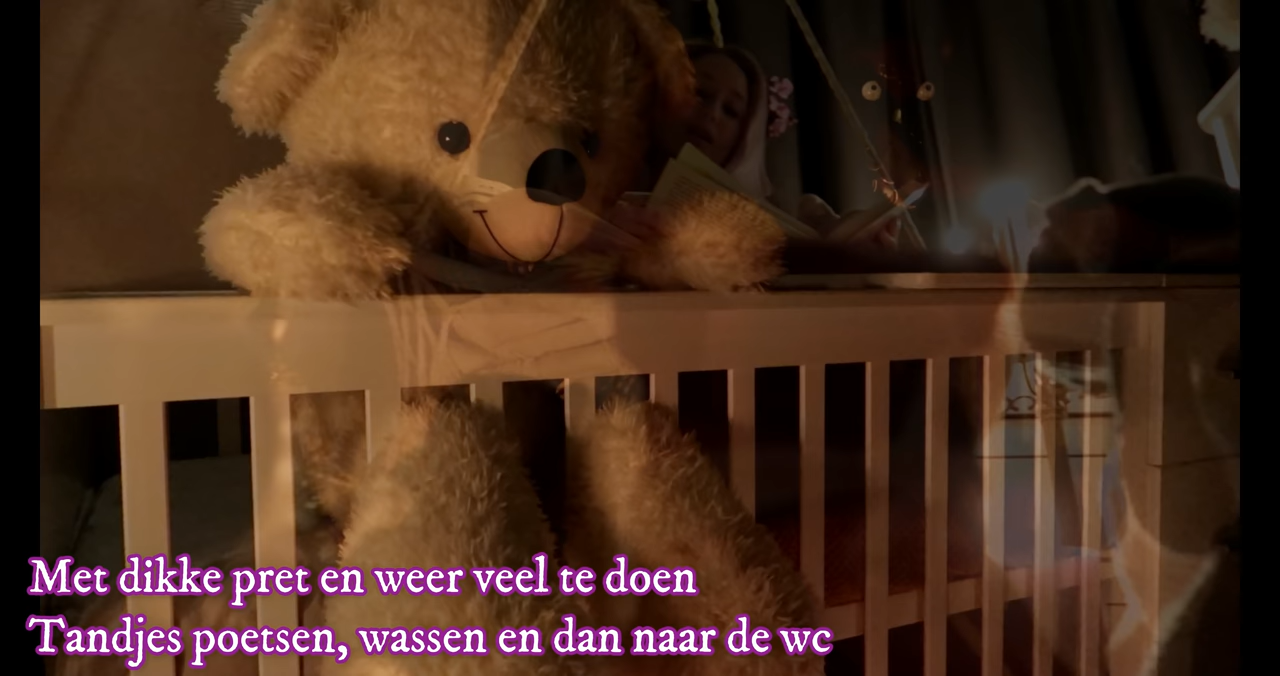 Met dikke pret en weer veel te doen
Tandjes poetsen, wassen en dan naar de wc